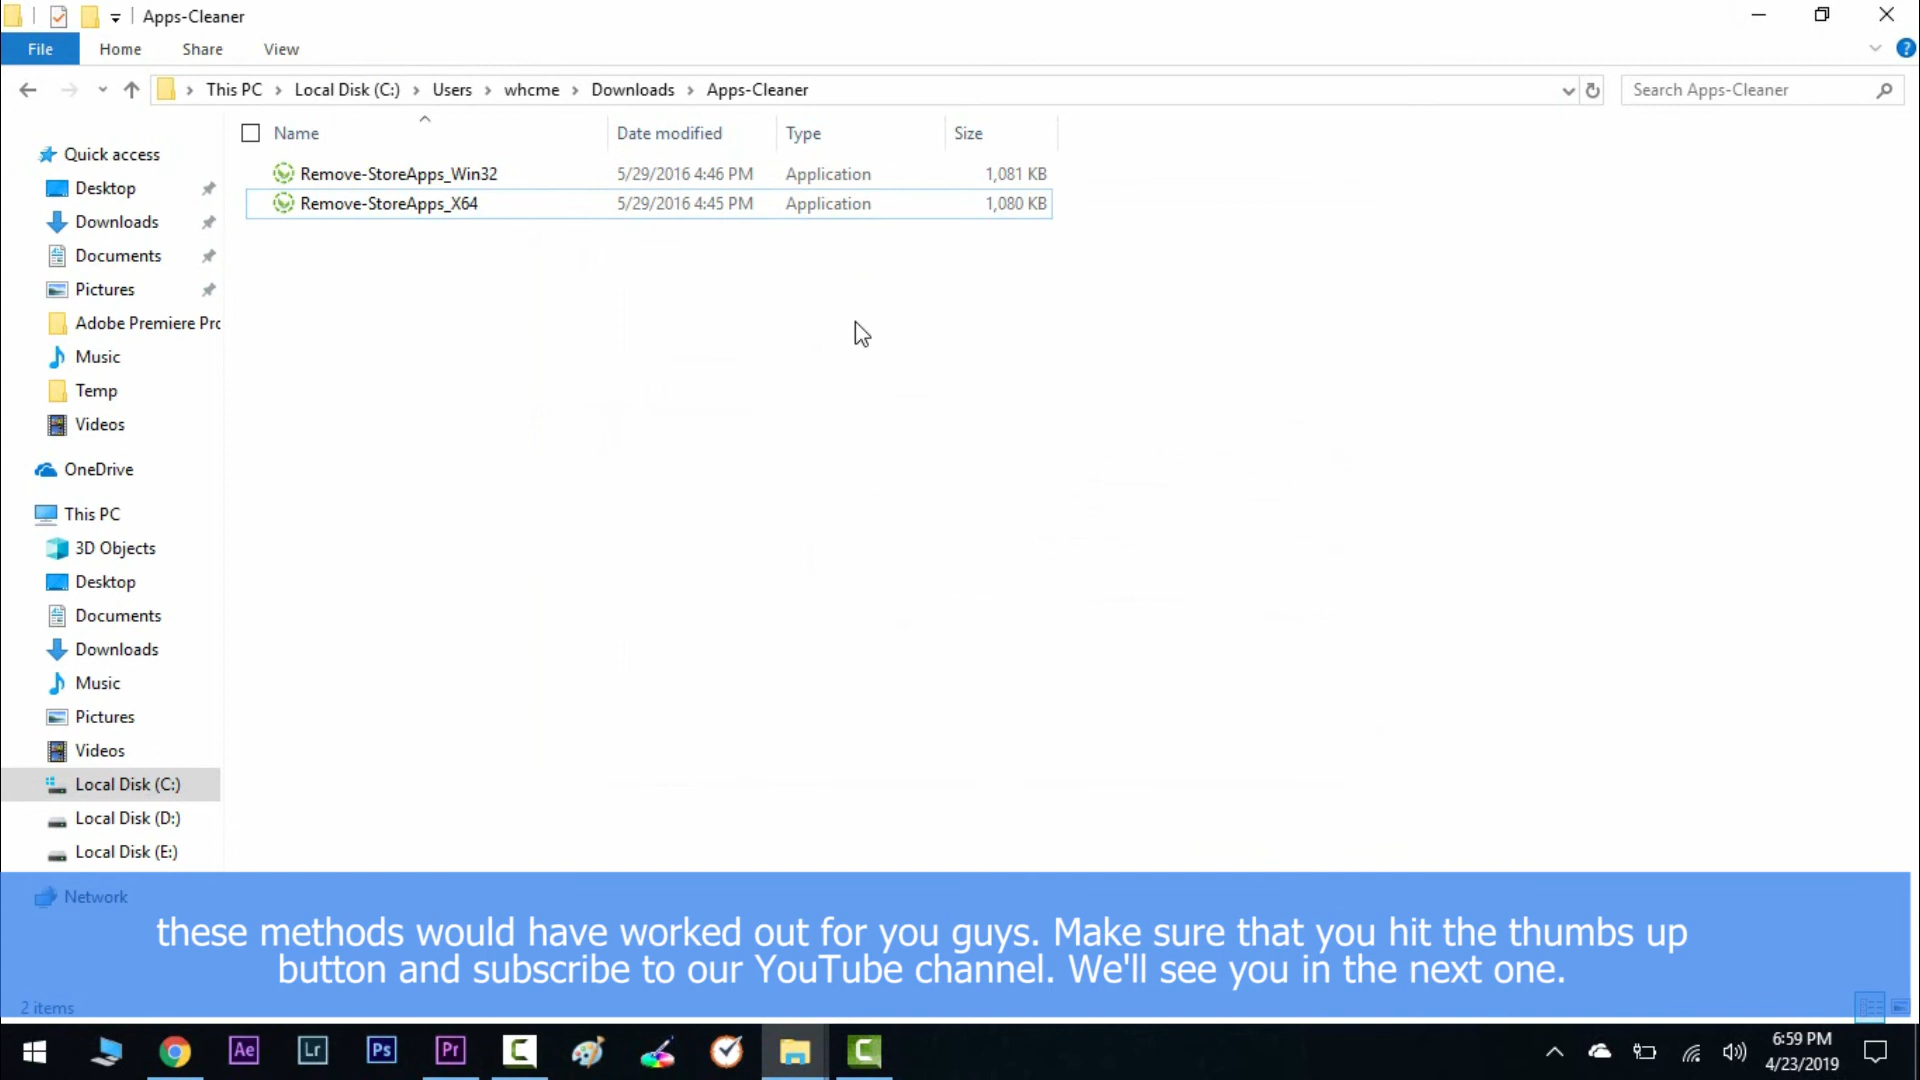 Apps-Cleaner
File Home Share View
This PC Local Disk (C:) Users whcme Downloads Apps-Cleaner Search Apps-Cleaner
Name Date modified Type Size
Remove-StoreApps_Win32 5/29/2016 4:46 PM Application 1,081 KB
Remove-StoreApps_X64 5/29/2016 4:45 PM Application 1,080 KB
Quick access
Desktop
Downloads
Documents
Pictures
Adobe Premiere Pro
Music
Temp
Videos
OneDrive
This PC
3D Objects
Desktop
Documents
Downloads
Music
Pictures
Videos
Local Disk (C:)
Local Disk (D:)
Local Disk (E:)
Network
these methods would have worked out for you guys. Make sure that you hit the thumbs up
button and subscribe to our YouTube channel. We'll see you in the next one.
2 items
Ae Lr Ps Pr
6:59 PM
4/23/2019